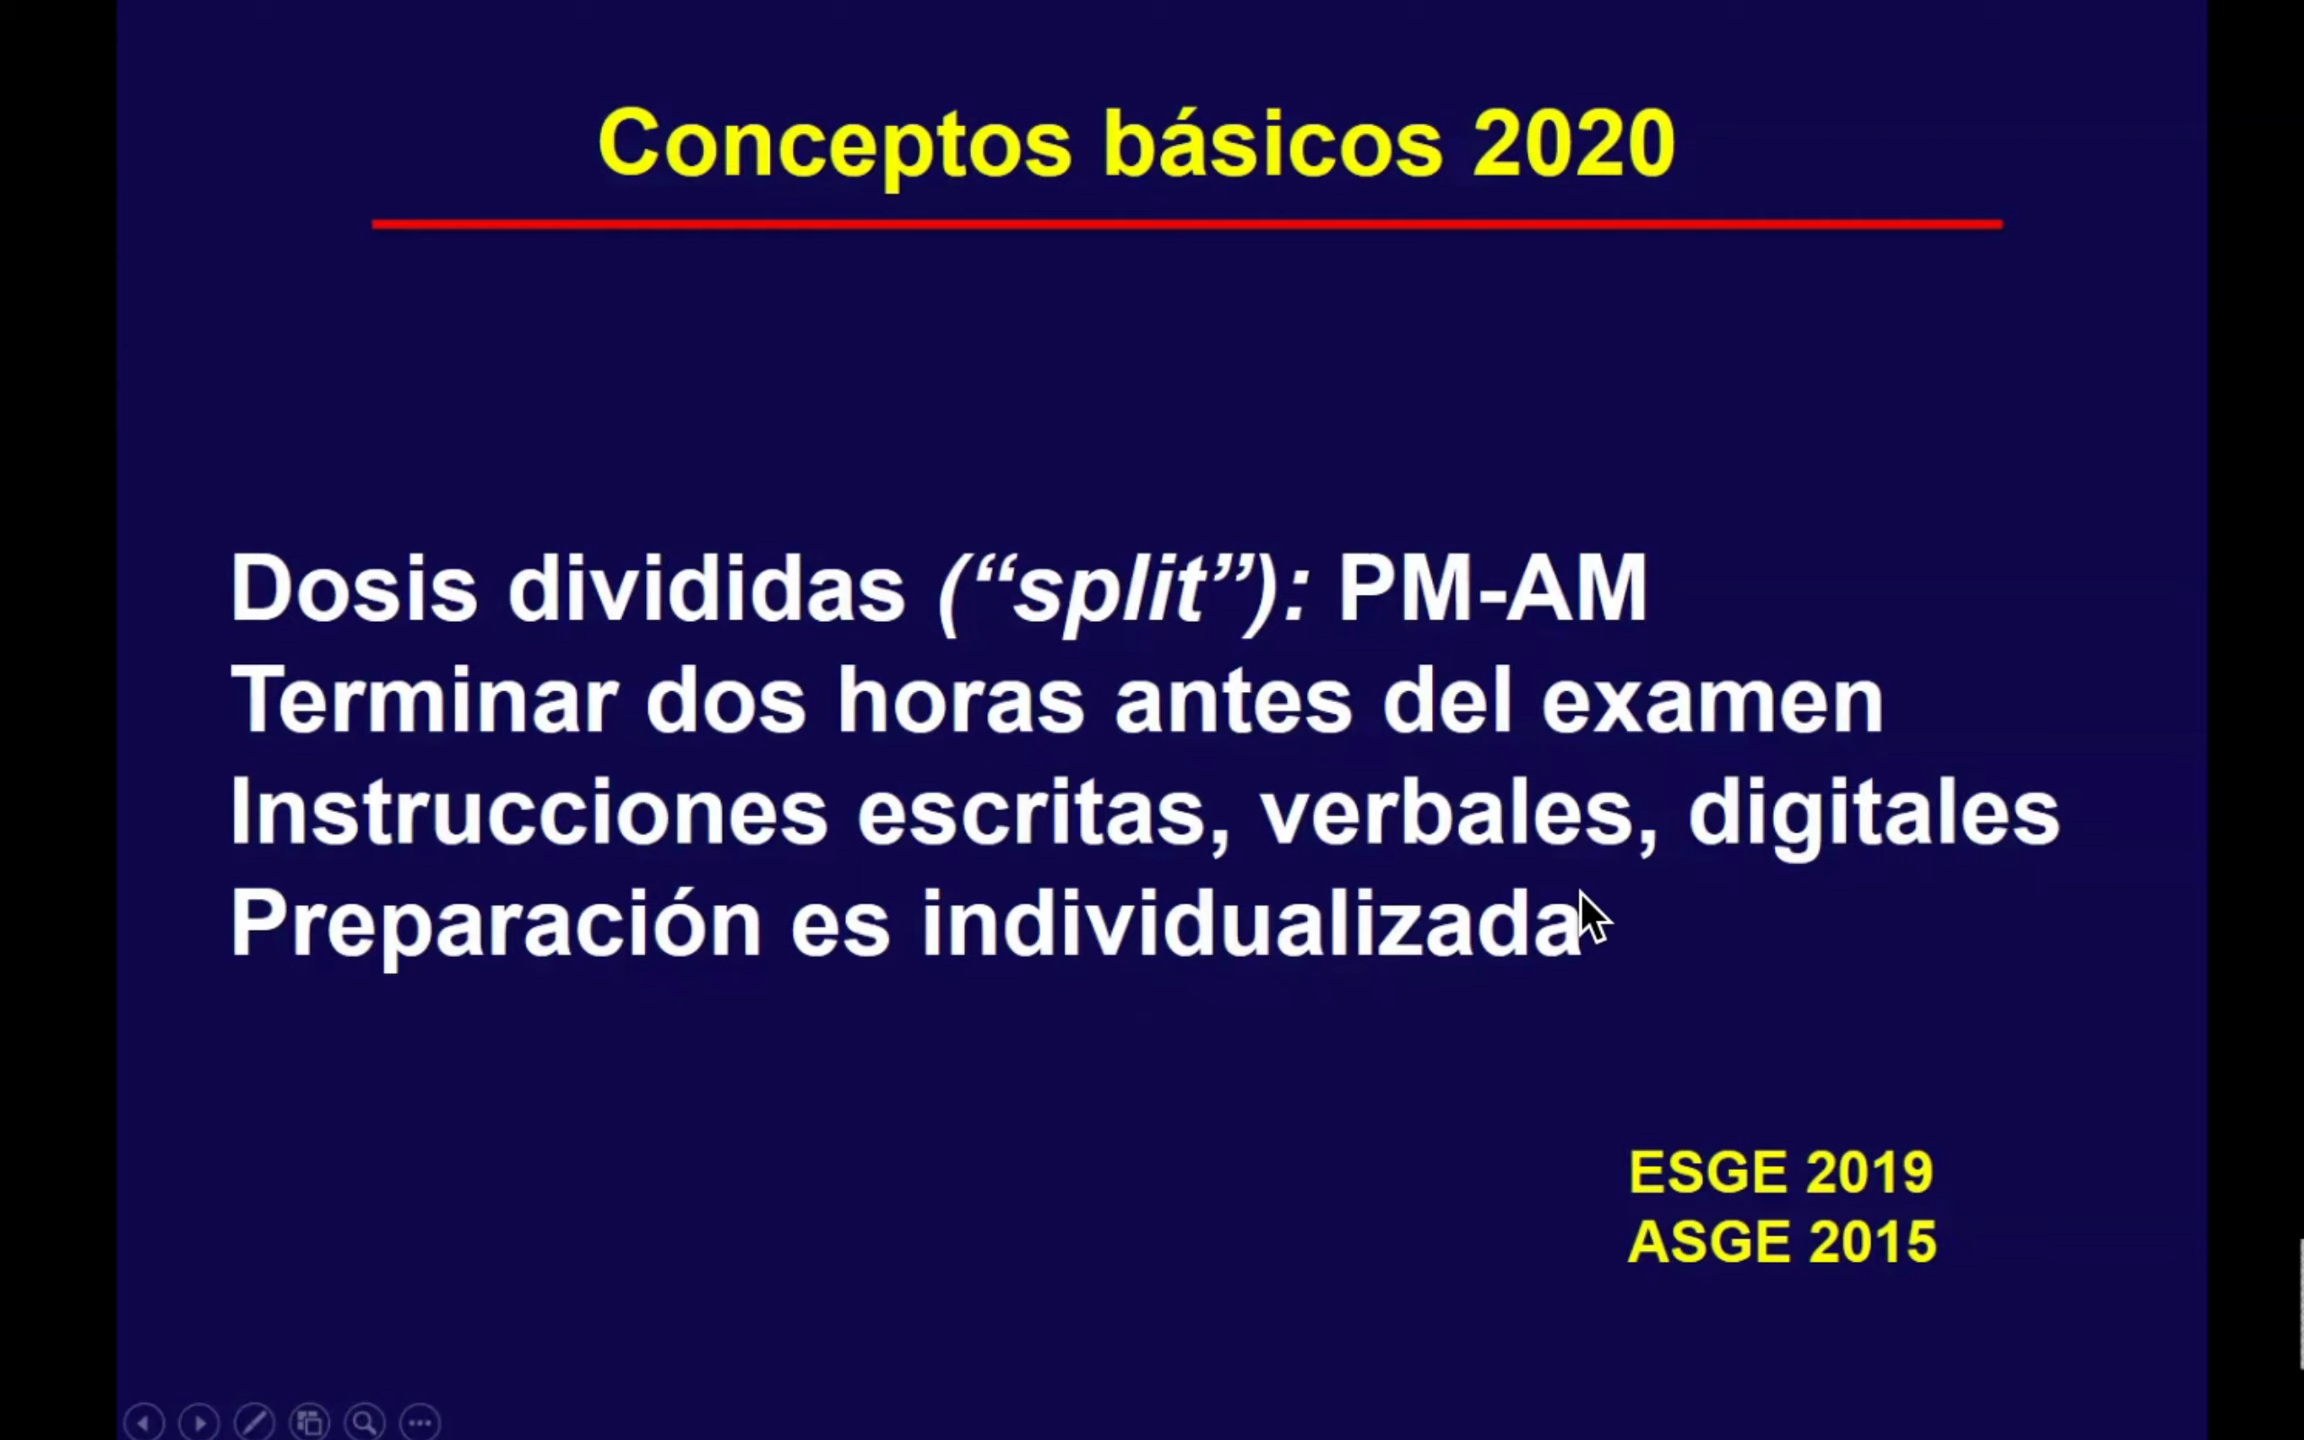 Conceptos básicos 2020
Dosis divididas (“split”): PM-AM
Terminar dos horas antes del examen
Instrucciones escritas, verbales, digitales
Preparación es individualizada
ESGE 2019
ASGE 2015